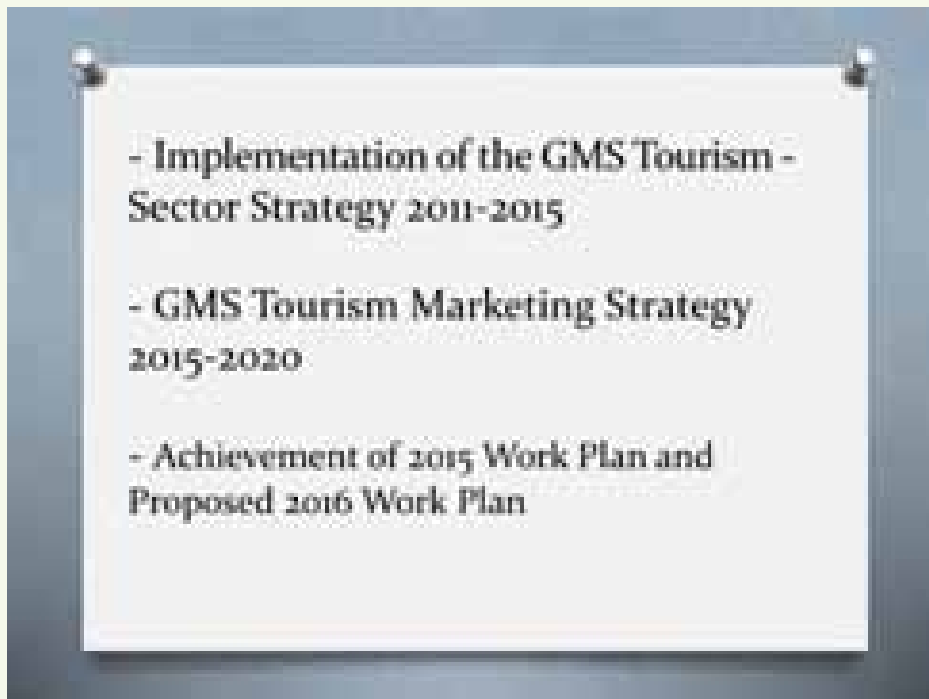 - Implementation of the GMS Tourism -
Sector Strategy 2011-2015
- GMS Tourism Marketing Strategy
2015-2020
- Achievement of 2015 Work Plan and
Proposed 2016 Work Plan